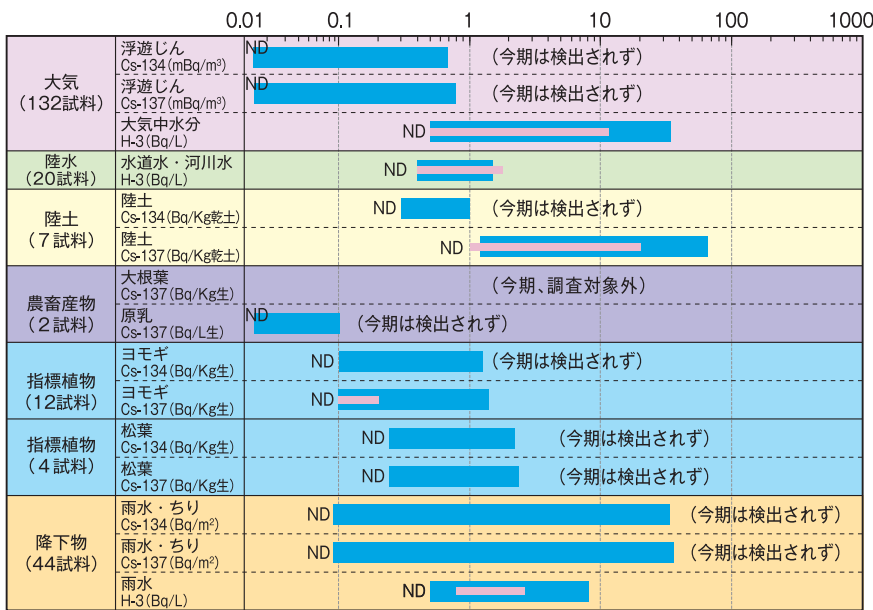 0.01 0.1 1 10 100 1000
大気
(132試料)
浮遊じん
Cs-134(mBq/m³)
ND
(今期は検出されず)
浮遊じん
Cs-137(mBq/m³)
ND
(今期は検出されず)
大気中水分
H-3(Bq/L)
ND
陸水
(20試料)
水道水・河川水
H-3(Bq/L)
ND
陸土
(7試料)
陸土
Cs-134(Bq/Kg乾土)
ND
(今期は検出されず)
陸土
Cs-137(Bq/Kg乾土)
ND
農畜産物
(2試料)
大根葉
Cs-137(Bq/Kg生)
(今期、調査対象外)
原乳
Cs-137(Bq/L生)
ND
(今期は検出されず)
指標植物
(12試料)
ヨモギ
Cs-134(Bq/Kg生)
ND
(今期は検出されず)
ヨモギ
Cs-137(Bq/Kg生)
ND
指標植物
(4試料)
松葉
Cs-134(Bq/Kg生)
ND
(今期は検出されず)
松葉
Cs-137(Bq/Kg生)
ND
(今期は検出されず)
降下物
(44試料)
雨水・ちり
Cs-134(Bq/m²)
ND
(今期は検出されず)
雨水・ちり
Cs-137(Bq/m²)
ND
(今期は検出されず)
雨水
H-3(Bq/L)
ND